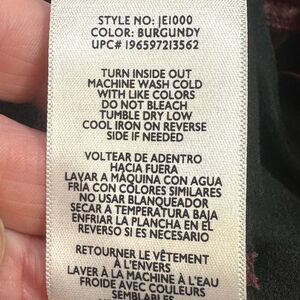 STYLE NO: JE1000
COLOR: BURGUNDY
UPC# 196597213562
TURN INSIDE OUT
MACHINE WASH COLD
WITH LIKE COLORS
DO NOT BLEACH
TUMBLE DRY LOW
COOL IRON ON REVERSE
SIDE IF NEEDED
VOLTEAR DE ADENTRO
HACIA FUERA
LAVAR A MÁQUINA CON AGUA
FRÍA CON COLORES SIMILARES
NO USAR BLANQUEADOR
SECAR A TEMPERATURA BAJA
ENFRIAR LA PLANCHA EN EL
REVERSO SI ES NECESARIO
RETOURNER LE VÊTEMENT
À L'ENVERS
LAVER À LA MACHINE À L'EAU
FROIDE AVEC COULEURS
SEMBLABLES